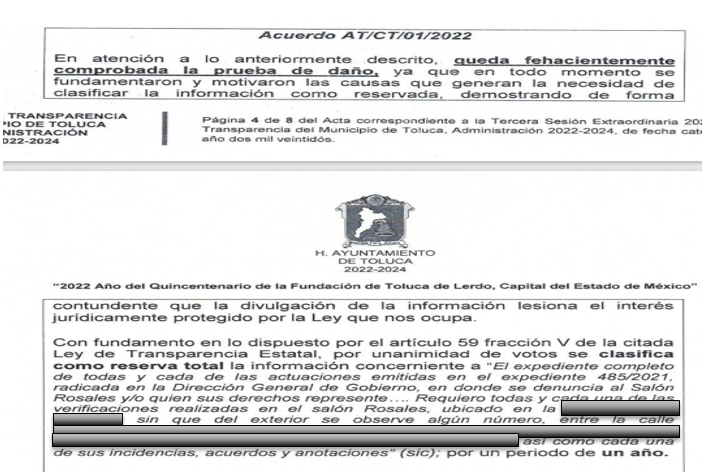 Acuerdo AT/CT/01/2022
En atención a lo anteriormente descrito, queda fehacientemente
comprobada la prueba de daño, ya que en todo momento se
fundamentaron y motivaron las causas que generan la necesidad de
clasificar la información como reservada, demostrando de forma
TRANSPARENCIA
IO DE TOLUCA
NISTRACIÓN
022-2024
Página 4 de 8 del Acta correspondiente a la Tercera Sesión Extraordinaria 202
Transparencia del Municipio de Toluca, Administración 2022-2024, de fecha cat
año dos mil veintidós.
H. AYUNTAMIENTO
DE TOLUCA
2022-2024
"2022 Año del Quincentenario de la Fundación de Toluca de Lerdo, Capital del Estado de México"
contundente que la divulgación de la información lesiona el interés
jurídicamente protegido por la Ley que nos ocupa.
Con fundamento en lo dispuesto por el artículo 59 fracción V de la citada
Ley de Transparencia Estatal, por unanimidad de votos se clasifica
como reserva total la información concerniente a "El expediente completo
de todas y cada de las actuaciones emitidas en el expediente 485/2021,
radicada en la Dirección General de Gobierno, en donde se denuncia al Salón
Rosales y/o quien sus derechos represente.... Requiero todas y cada una de las
verificaciones realizadas en el salón Rosales, ubicado en la
sin que del exterior se observe algún número, entre la calle
así como cada una
de sus incidencias, acuerdos y anotaciones" (sic); por un periodo de un año.